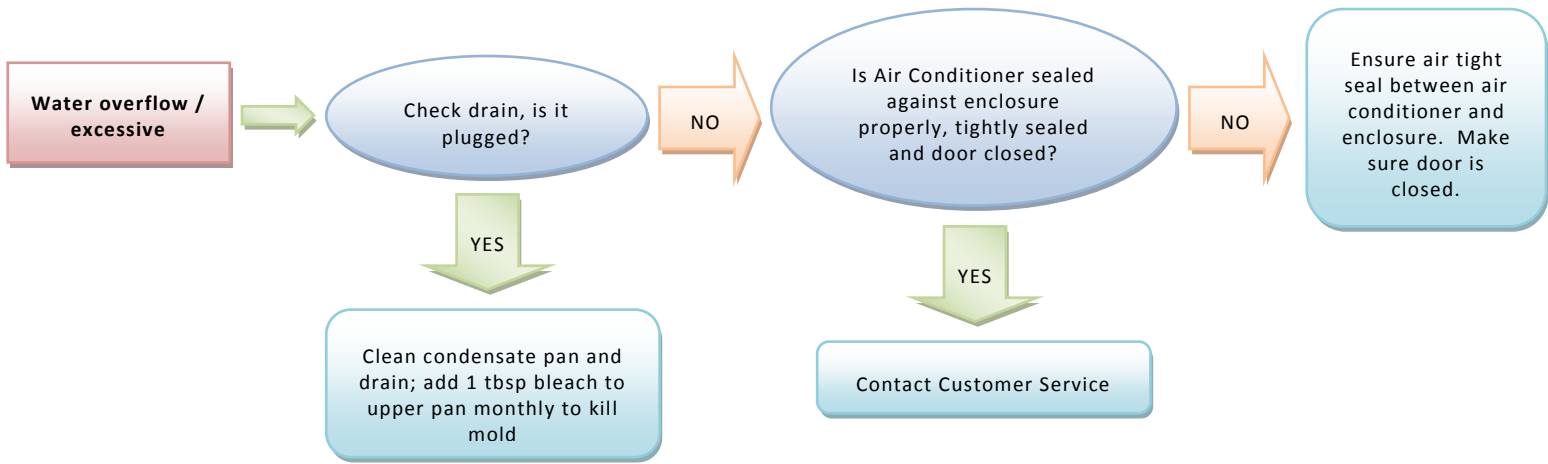 Water overflow /
excessive
Check drain, is it
plugged?
NO
Is Air Conditioner sealed
against enclosure
properly, tightly sealed
and door closed?
NO
Ensure air tight
seal between air
conditioner and
enclosure. Make
sure door is
closed.
YES
Clean condensate pan and
drain; add 1 tbsp bleach to
upper pan monthly to kill
mold
YES
Contact Customer Service